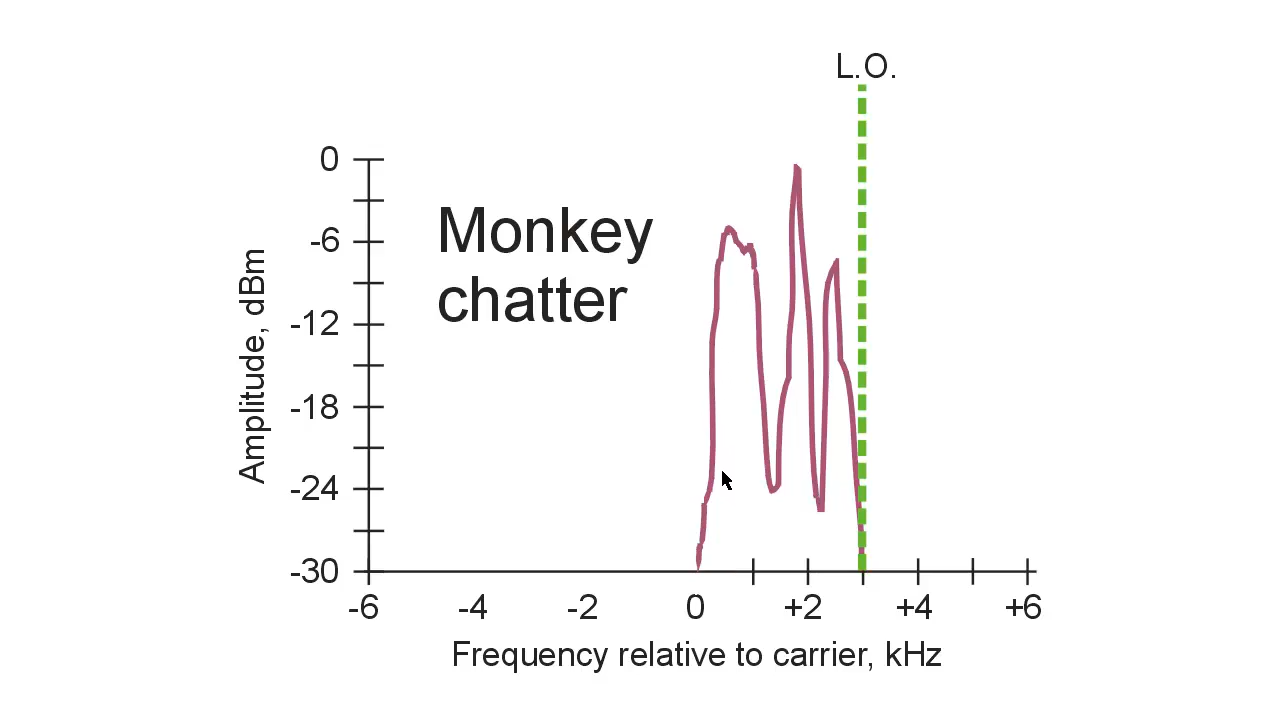 L.O.
Monkey
chatter
Amplitude, dBm
0
-6
-12
-18
-24
-30
-6 -4 -2 0 +2 +4 +6
Frequency relative to carrier, kHz